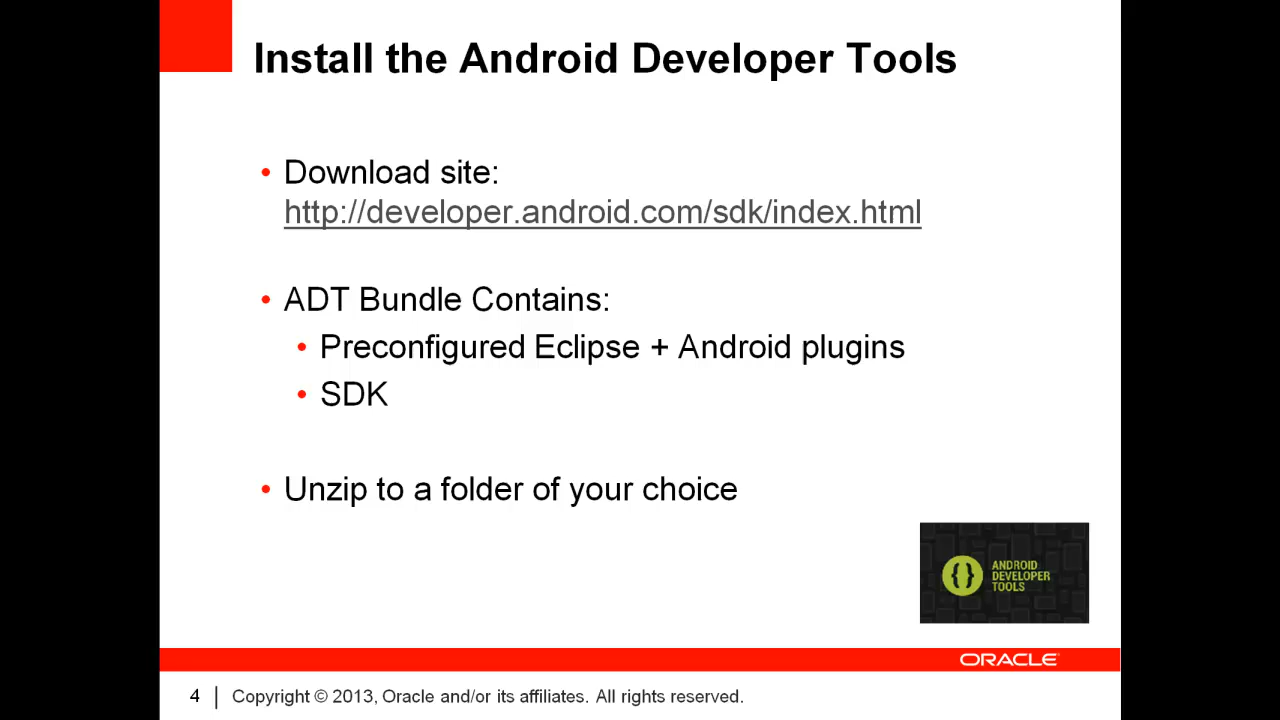 Install the Android Developer Tools
• Download site:
http://developer.android.com/sdk/index.html
• ADT Bundle Contains:
• Preconfigured Eclipse + Android plugins
• SDK
• Unzip to a folder of your choice
{} ANDROID
DEVELOPER
TOOLS
ORACLE
4 | Copyright © 2013, Oracle and/or its affiliates. All rights reserved.